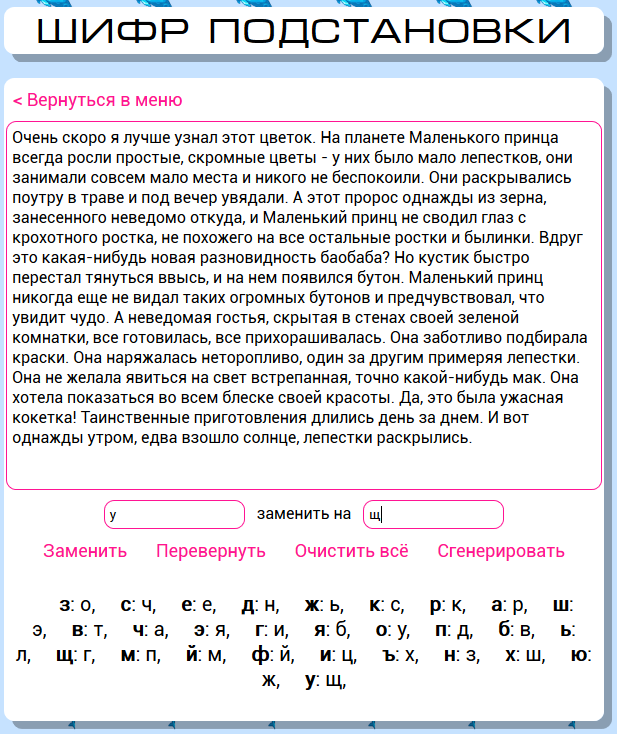 ШИФР ПОДСТАНОВКИ
< Вернуться в меню
Очень скоро я лучше узнал этот цветок. На планете Маленького принца
всегда росли простые, скромные цветы - у них было мало лепестков, они
занимали совсем мало места и никого не беспокоили. Они раскрывались
поутру в траве и под вечер увядали. А этот пророс однажды из зерна,
занесенного неведомо откуда, и Маленький принц не сводил глаз с
крохотного ростка, не похожего на все остальные ростки и былинки. Вдруг
это какая-нибудь новая разновидность баобаба? Но кустик быстро
перестал тянуться ввысь, и на нем появился бутон. Маленький принц
никогда еще не видал таких огромных бутонов и предчувствовал, что
увидит чудо. А неведомая гостья, скрытая в стенах своей зеленой
комнатки, все готовилась, все прихорашивалась. Она заботливо подбирала
краски. Она наряжалась неторопливо, один за другим примеряя лепестки.
Она не желала явиться на свет встрепанная, точно какой-нибудь мак. Она
хотела показаться во всем блеске своей красоты. Да, это была ужасная
кокетка! Таинственные приготовления длились день за днем. И вот
однажды утром, едва взошло солнце, лепестки раскрылись.
у заменить на щ
Заменить Перевернуть Очистить всё Сгенерировать
з: о, с: ч, е: е, д: н, ж: ь, к: с, р: к, а: р, ш:
э, в: т, ч: а, э: я, г: и, я: б, о: у, п: д, б: в, ь:
л, щ: г, м: п, й: м, ф: й, и: ц, ъ: х, н: з, х: ш, ю:
ж, у: щ,